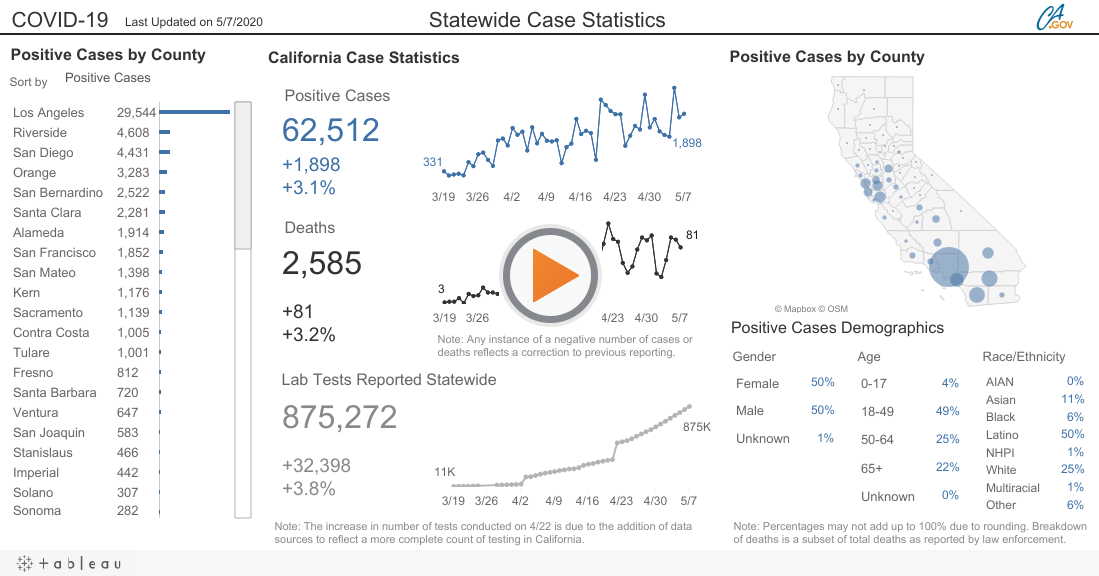 COVID-19 Last Updated on 5/7/2020
Statewide Case Statistics
CA.GOV
Positive Cases by County
Sort by Positive Cases
Los Angeles 29,544
Riverside 4,608
San Diego 4,431
Orange 3,283
San Bernardino 2,522
Santa Clara 2,281
Alameda 1,914
San Francisco 1,852
San Mateo 1,398
Kern 1,176
Sacramento 1,139
Contra Costa 1,005
Tulare 1,001
Fresno 812
Santa Barbara 720
Ventura 647
San Joaquin 583
Stanislaus 466
Imperial 442
Solano 307
Sonoma 282
California Case Statistics
Positive Cases
62,512
+1,898
+3.1%
331
1,898
3/19 3/26 4/2 4/9 4/16 4/23 4/30 5/7
Deaths
2,585
+81
+3.2%
3
81
3/19 3/26 4/23 4/30 5/7
Note: Any instance of a negative number of cases or
deaths reflects a correction to previous reporting.
Lab Tests Reported Statewide
875,272
+32,398
+3.8%
11K
875K
3/19 3/26 4/2 4/9 4/16 4/23 4/30 5/7
Note: The increase in number of tests conducted on 4/22 is due to the addition of data
sources to reflect a more complete count of testing in California.
Positive Cases by County
© Mapbox © OSM
Positive Cases Demographics
Gender
Female 50%
Male 50%
Unknown 1%
Age
0-17 4%
18-49 49%
50-64 25%
65+ 22%
Unknown 0%
Race/Ethnicity
AIAN 0%
Asian 11%
Black 6%
Latino 50%
NHPI 1%
White 25%
Multiracial 1%
Other 6%
Note: Percentages may not add up to 100% due to rounding. Breakdown
of deaths is a subset of total deaths as reported by law enforcement.
+ableau